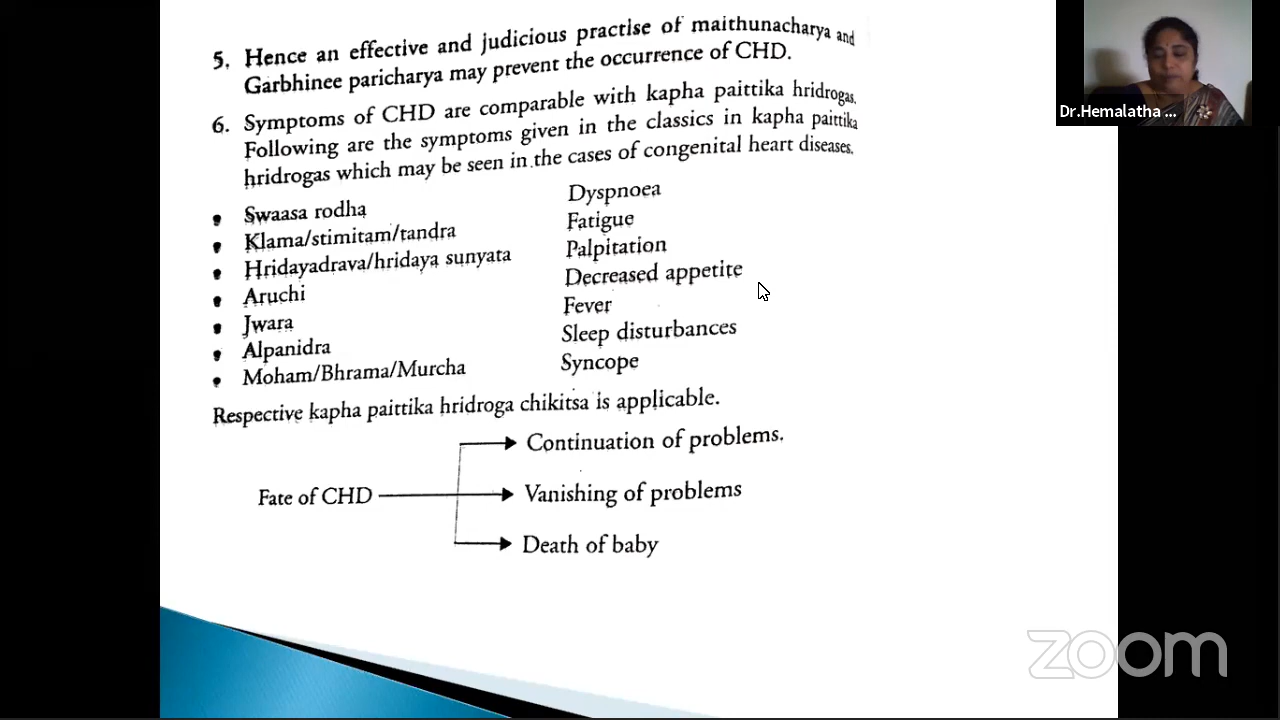 5. Hence an effective and judicious practise of maithunacharya and
Garbhinee paricharya may prevent the occurrence of CHD.
6. Symptoms of CHD are comparable with kapha paittika hridrogas.
Following are the symptoms given in the classics in kapha paittika
hridrogas which may be seen in the cases of congenital heart diseases.
• Swaasa rodha Dyspnoea
• Klama/stimitam/tandra Fatigue
• Hridayadrava/hridaya sunyata Palpitation
• Aruchi Decreased appetite
• Jwara Fever
• Alpanidra Sleep disturbances
• Moham/Bhrama/Murcha Syncope
Respective kapha paittika hridroga chikitsa is applicable.
Continuation of problems.
Fate of CHD Vanishing of problems
Death of baby
Dr.Hemalatha ...
zoom